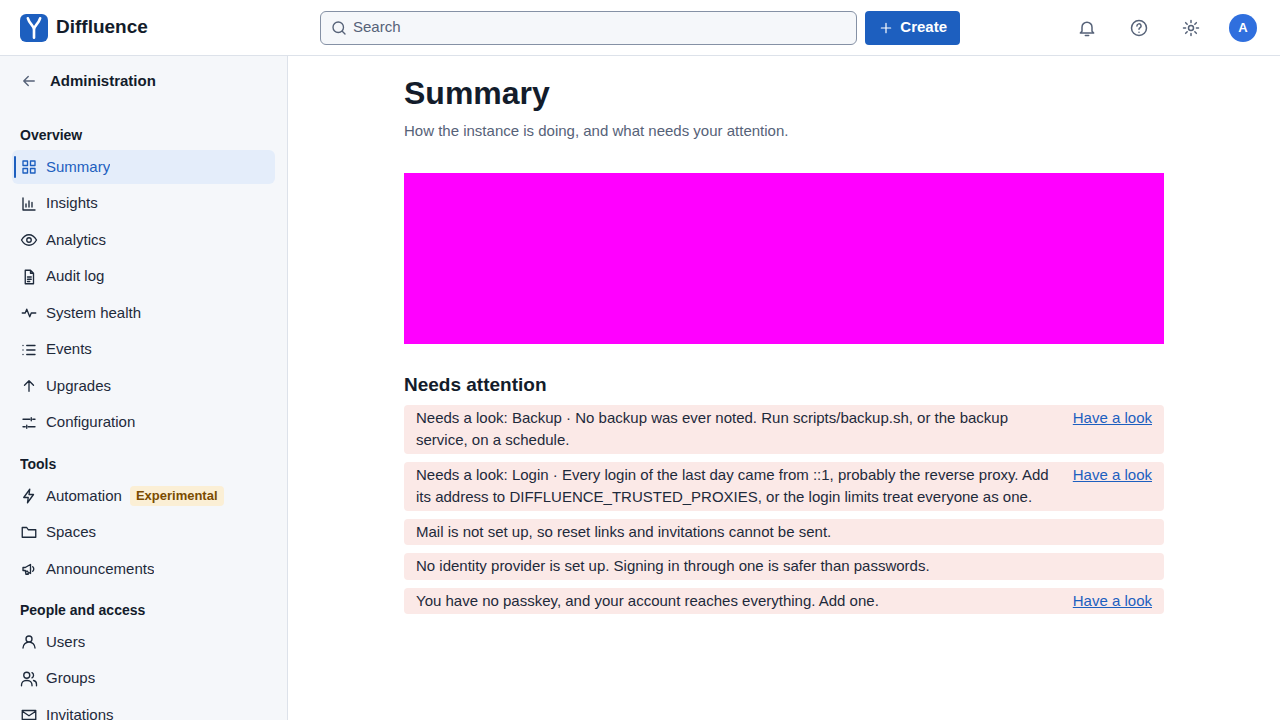 Diffluence
Search
Create
A
Administration
Overview
Summary
Insights
Analytics
Audit log
System health
Events
Upgrades
Configuration
Tools
Automation Experimental
Spaces
Announcements
People and access
Users
Groups
Invitations
Summary
How the instance is doing, and what needs your attention.
Needs attention
Needs a look: Backup · No backup was ever noted. Run scripts/backup.sh, or the backup Have a look
service, on a schedule.
Needs a look: Login · Every login of the last day came from ::1, probably the reverse proxy. Add Have a look
its address to DIFFLUENCE_TRUSTED_PROXIES, or the login limits treat everyone as one.
Mail is not set up, so reset links and invitations cannot be sent.
No identity provider is set up. Signing in through one is safer than passwords.
You have no passkey, and your account reaches everything. Add one. Have a look